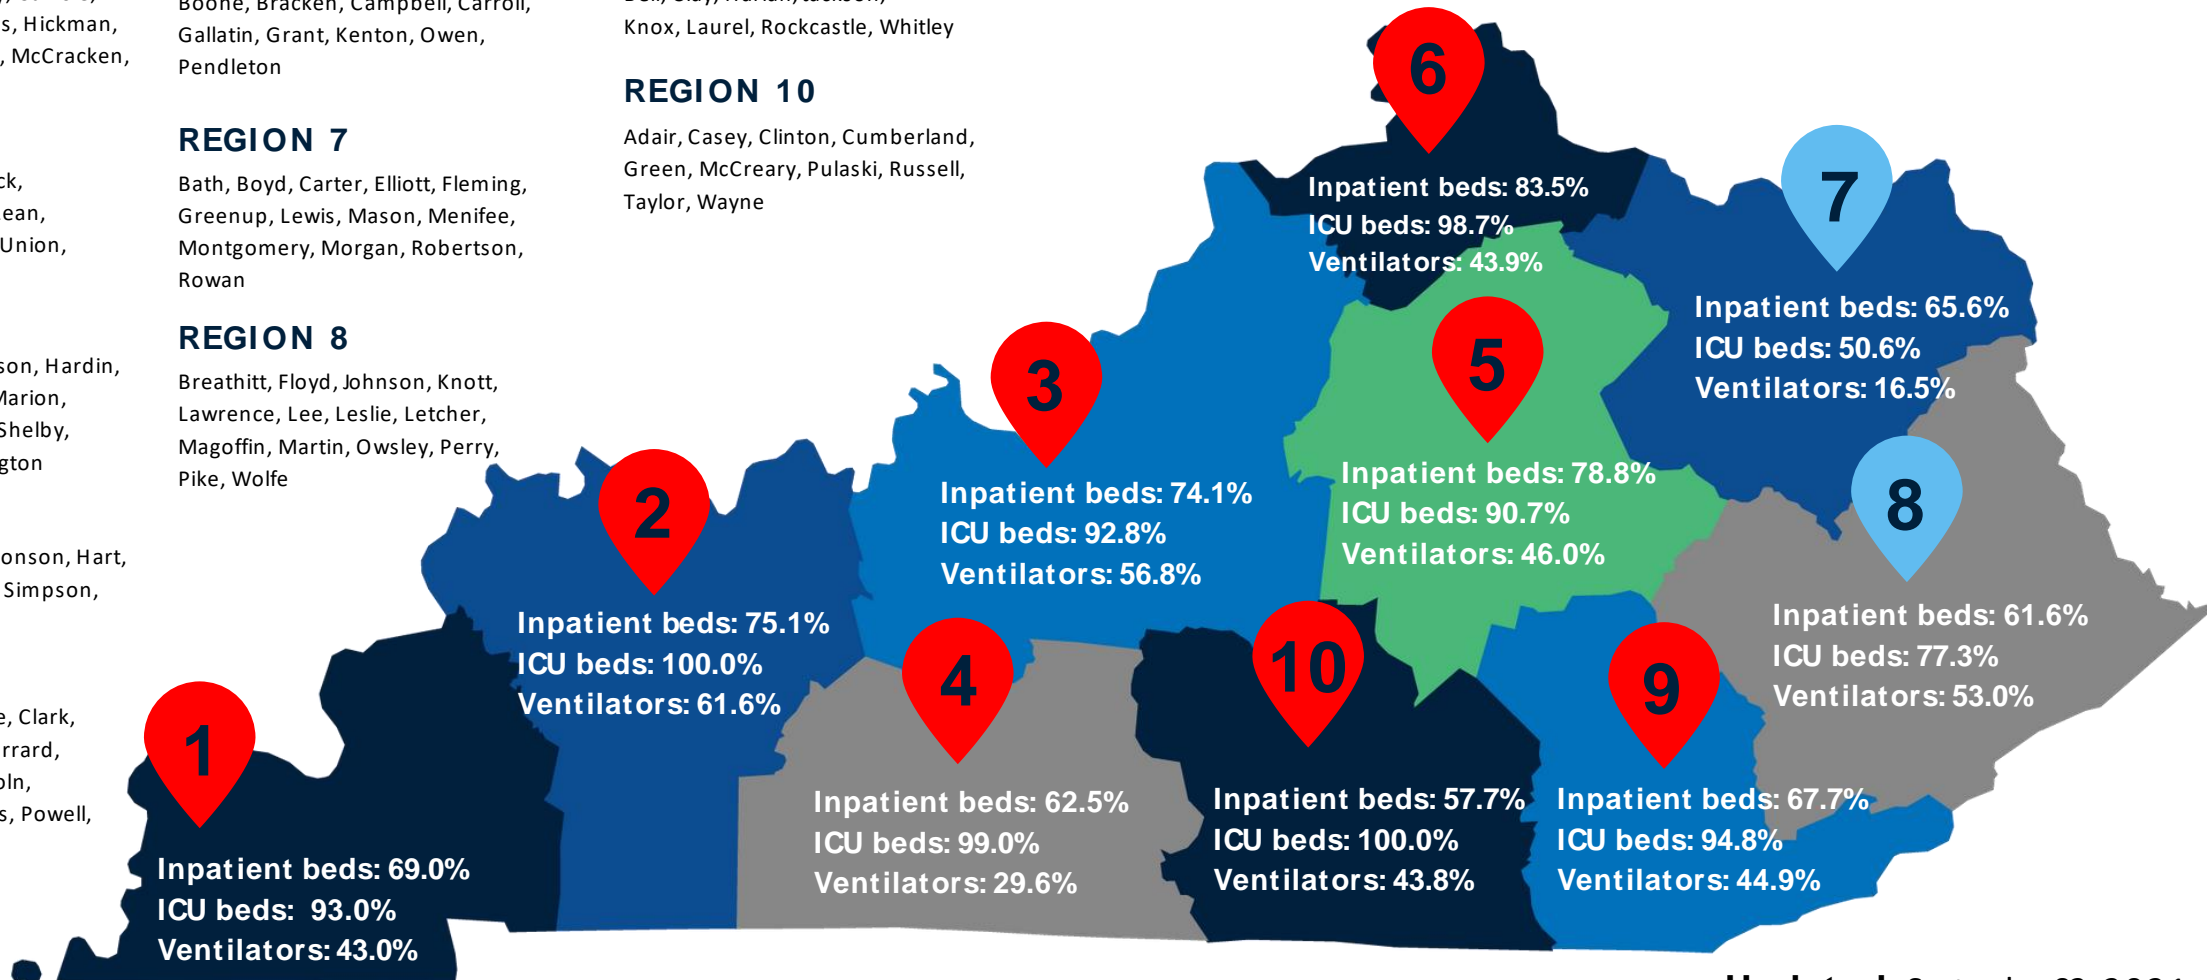 s, Hickman,
, McCracken,
ck,
ean,
Union,
son, Hardin,
Marion,
Shelby,
gton
onson, Hart,
Simpson,
e, Clark,
rrard,
oln,
s, Powell,
Boone, Bracken, Campbell, Carroll,
Gallatin, Grant, Kenton, Owen,
Pendleton
REGION 7
Bath, Boyd, Carter, Elliott, Fleming,
Greenup, Lewis, Mason, Menifee,
Montgomery, Morgan, Robertson,
Rowan
REGION 8
Breathitt, Floyd, Johnson, Knott,
Lawrence, Lee, Leslie, Letcher,
Magoffin, Martin, Owsley, Perry,
Pike, Wolfe
Bell, Clay, Harlan, Jackson,
Knox, Laurel, Rockcastle, Whitley
REGION 10
Adair, Casey, Clinton, Cumberland,
Green, McCreary, Pulaski, Russell,
Taylor, Wayne
6
Inpatient beds: 83.5%
ICU beds: 98.7%
Ventilators: 43.9%
7
Inpatient beds: 65.6%
ICU beds: 50.6%
Ventilators: 16.5%
3
Inpatient beds: 74.1%
ICU beds: 92.8%
Ventilators: 56.8%
5
Inpatient beds: 78.8%
ICU beds: 90.7%
Ventilators: 46.0%
8
Inpatient beds: 61.6%
ICU beds: 77.3%
Ventilators: 53.0%
2
Inpatient beds: 75.1%
ICU beds: 100.0%
Ventilators: 61.6%
4
Inpatient beds: 62.5%
ICU beds: 99.0%
Ventilators: 29.6%
10
Inpatient beds: 57.7%
ICU beds: 100.0%
Ventilators: 43.8%
9
Inpatient beds: 67.7%
ICU beds: 94.8%
Ventilators: 44.9%
1
Inpatient beds: 69.0%
ICU beds: 93.0%
Ventilators: 43.0%